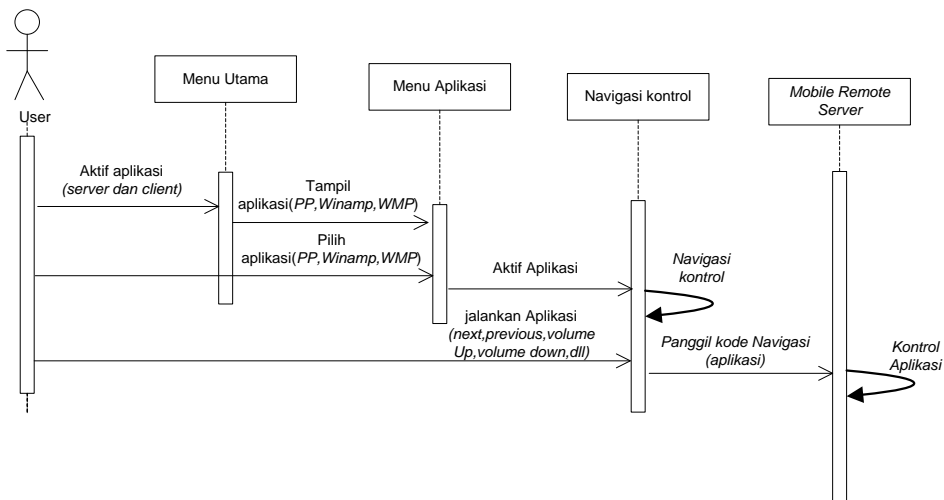 User
Menu Utama
Menu Aplikasi
Navigasi kontrol
Mobile Remote
Server
Aktif aplikasi
(server dan client)
Tampil
aplikasi(PP,Winamp,WMP)
Pilih
aplikasi(PP,Winamp,WMP)
Aktif Aplikasi
Navigasi
kontrol
jalankan Aplikasi
(next,previous,volume
Up,volume down,dll)
Panggil kode Navigasi
(aplikasi)
Kontrol
Aplikasi